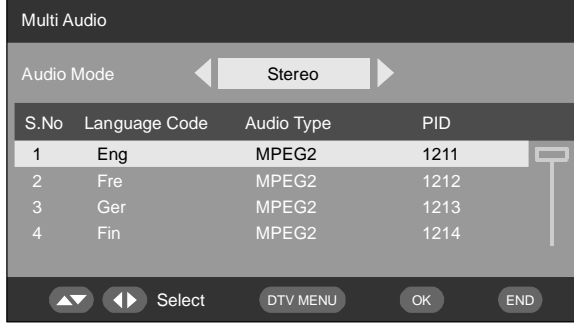 Multi Audio
Audio Mode Stereo
S.No Language Code Audio Type PID
1 Eng MPEG2 1211
2 Fre MPEG2 1212
3 Ger MPEG2 1213
4 Fin MPEG2 1214
Select DTV MENU OK END